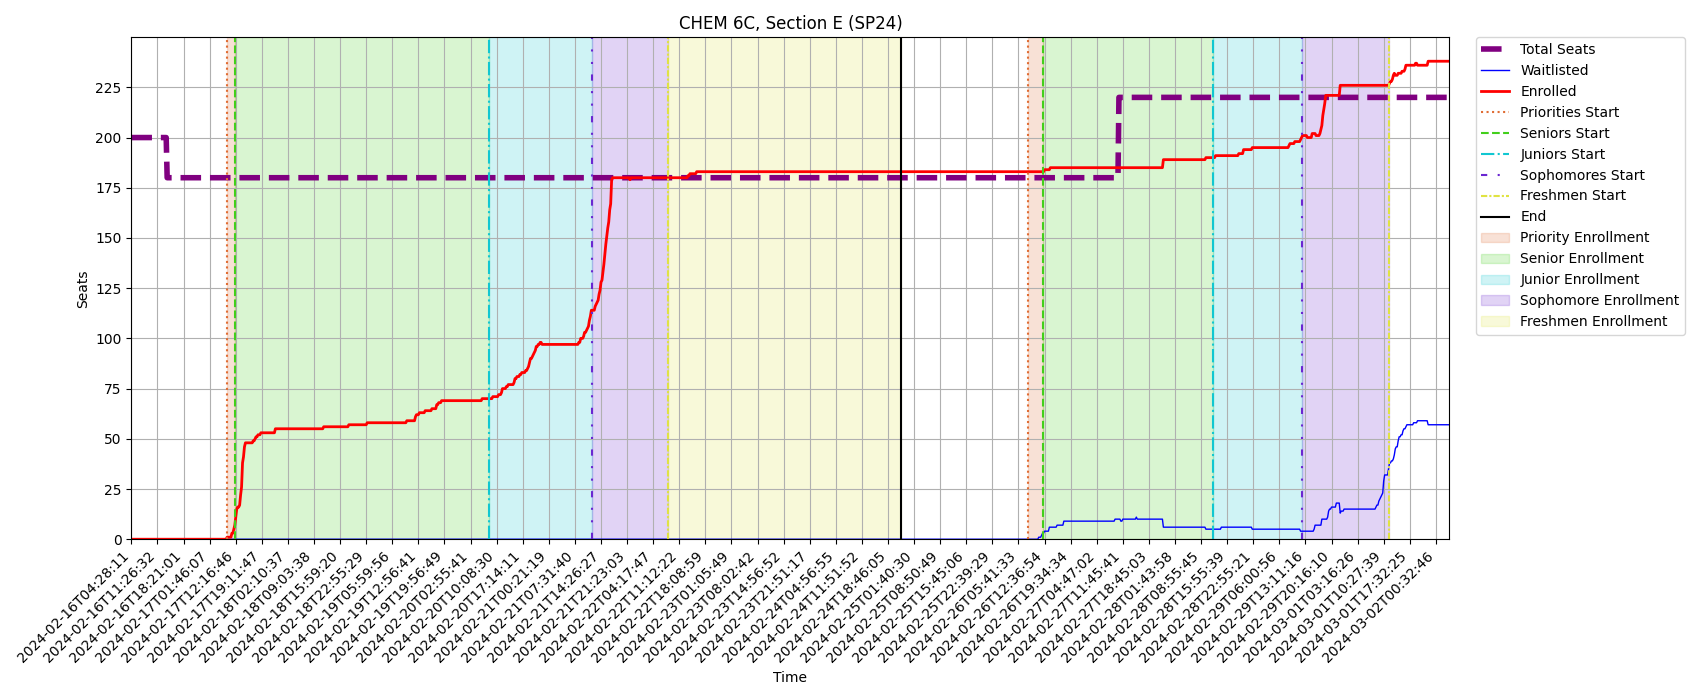 CHEM 6C, Section E (SP24)
Seats
225
200
175
150
125
100
75
50
25
0
2024-02-16T04:28:11
2024-02-16T11:26:32
2024-02-16T18:21:01
2024-02-17T01:46:07
2024-02-17T12:16:46
2024-02-17T19:11:47
2024-02-18T02:10:37
2024-02-18T09:03:38
2024-02-18T15:59:20
2024-02-18T22:55:29
2024-02-19T05:59:56
2024-02-19T12:56:41
2024-02-19T19:56:49
2024-02-20T02:55:41
2024-02-20T10:08:30
2024-02-20T17:14:11
2024-02-21T00:21:19
2024-02-21T07:31:40
2024-02-21T14:26:27
2024-02-21T21:23:03
2024-02-22T04:17:47
2024-02-22T11:12:22
2024-02-22T18:08:59
2024-02-23T01:05:49
2024-02-23T08:02:42
2024-02-23T14:56:52
2024-02-23T21:51:17
2024-02-24T04:56:55
2024-02-24T11:51:52
2024-02-24T18:46:05
2024-02-25T01:40:30
2024-02-25T08:50:49
2024-02-25T15:45:06
2024-02-25T22:39:29
2024-02-26T05:41:33
2024-02-26T12:36:54
2024-02-26T19:34:34
2024-02-27T04:47:02
2024-02-27T11:45:41
2024-02-27T18:45:03
2024-02-28T01:43:58
2024-02-28T08:55:45
2024-02-28T15:55:39
2024-02-28T22:55:21
2024-02-29T06:00:56
2024-02-29T13:11:16
2024-02-29T20:16:10
2024-03-01T03:16:26
2024-03-01T10:27:39
2024-03-01T17:32:25
2024-03-02T00:32:46
Time
Total Seats
Waitlisted
Enrolled
Priorities Start
Seniors Start
Juniors Start
Sophomores Start
Freshmen Start
End
Priority Enrollment
Senior Enrollment
Junior Enrollment
Sophomore Enrollment
Freshmen Enrollment